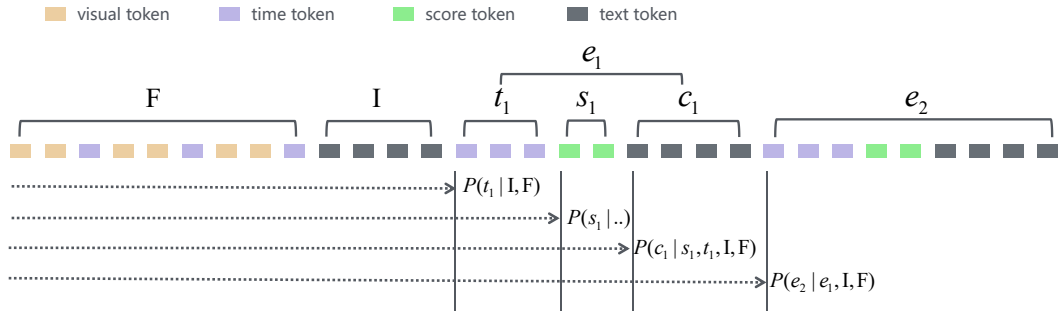 visual token time token score token text token
e₁
F I t₁ s₁ c₁ e₂
P(t₁ | I, F)
P(s₁ | ..)
P(c₁ | s₁, t₁, I, F)
P(e₂ | e₁, I, F)